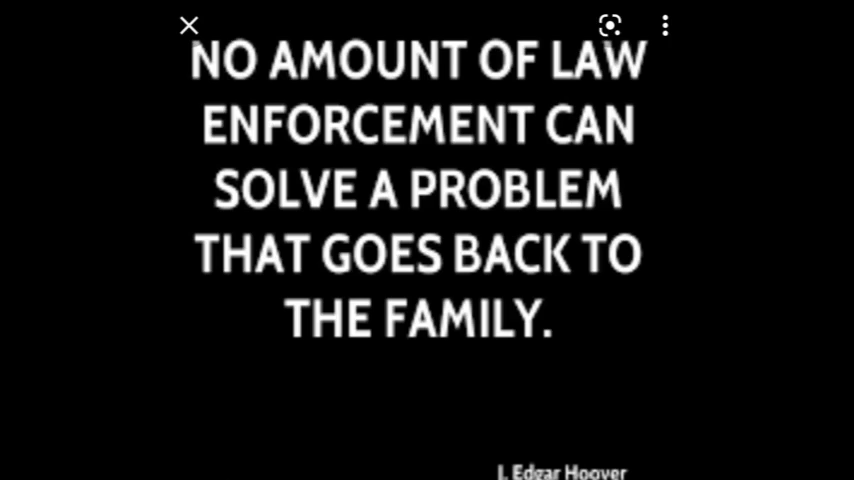 NO AMOUNT OF LAW
ENFORCEMENT CAN
SOLVE A PROBLEM
THAT GOES BACK TO
THE FAMILY.
J. Edgar Hoover